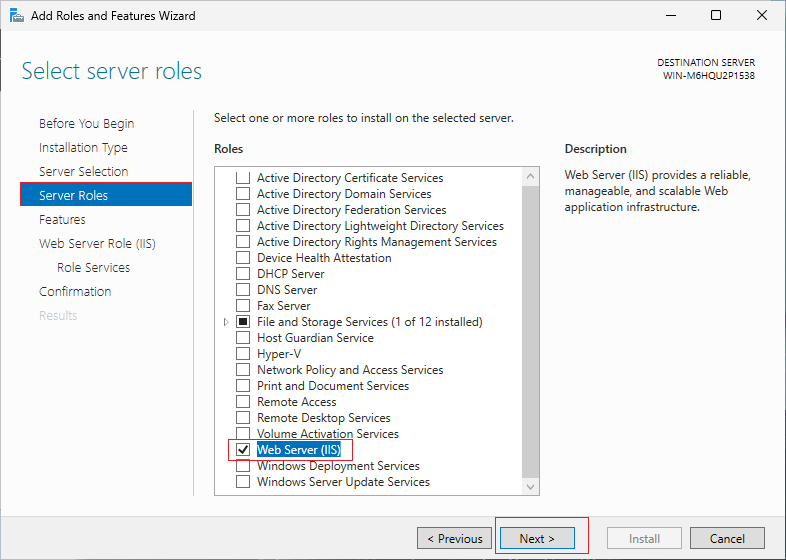 Add Roles and Features Wizard
Select server roles
DESTINATION SERVER
WIN-M6HQU2P1538
Before You Begin
Installation Type
Server Selection
Server Roles
Features
Web Server Role (IIS)
Role Services
Confirmation
Results
Select one or more roles to install on the selected server.
Roles
Active Directory Certificate Services
Active Directory Domain Services
Active Directory Federation Services
Active Directory Lightweight Directory Services
Active Directory Rights Management Services
Device Health Attestation
DHCP Server
DNS Server
Fax Server
File and Storage Services (1 of 12 installed)
Host Guardian Service
Hyper-V
Network Policy and Access Services
Print and Document Services
Remote Access
Remote Desktop Services
Volume Activation Services
Web Server (IIS)
Windows Deployment Services
Windows Server Update Services
Description
Web Server (IIS) provides a reliable,
manageable, and scalable Web
application infrastructure.
< Previous
Next >
Install
Cancel